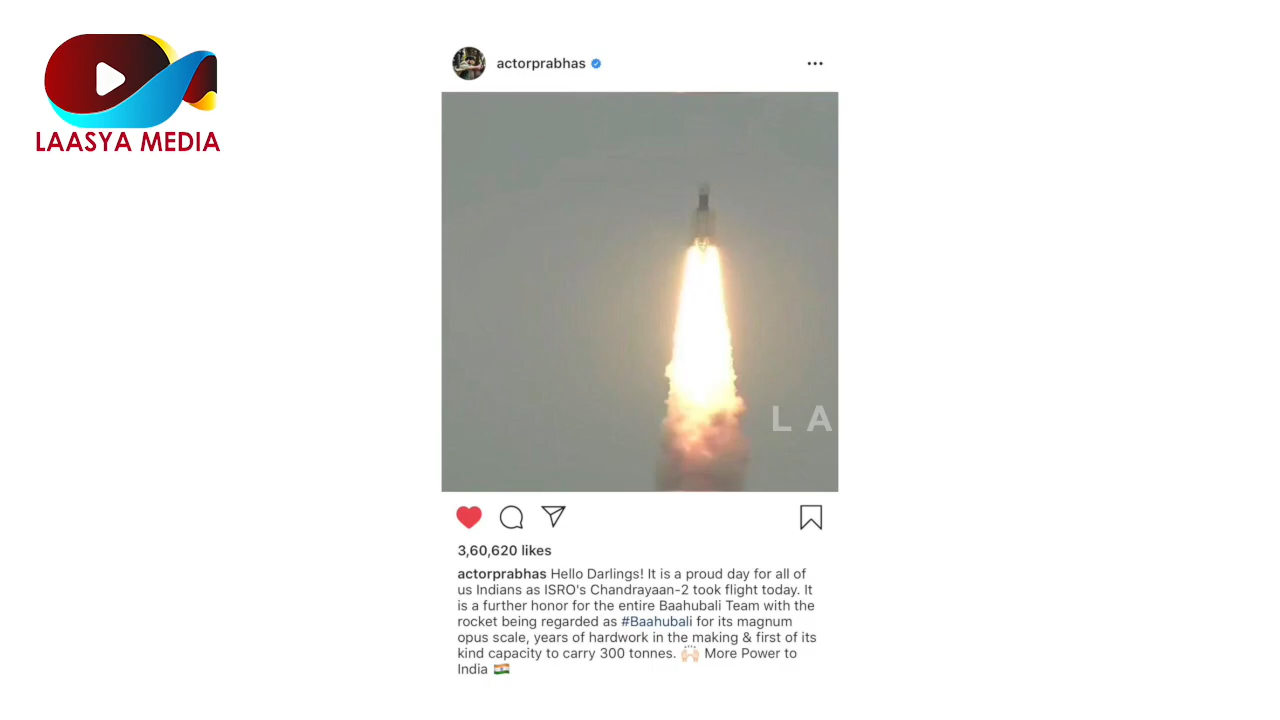 LAASYA MEDIA
actorprabhas
L A
3,60,620 likes
actorprabhas Hello Darlings! It is a proud day for all of
us Indians as ISRO's Chandrayaan-2 took flight today. It
is a further honor for the entire Baahubali Team with the
rocket being regarded as #Baahubali for its magnum
opus scale, years of hardwork in the making & first of its
kind capacity to carry 300 tonnes. 🙌🏻 More Power to
India 🇮🇳